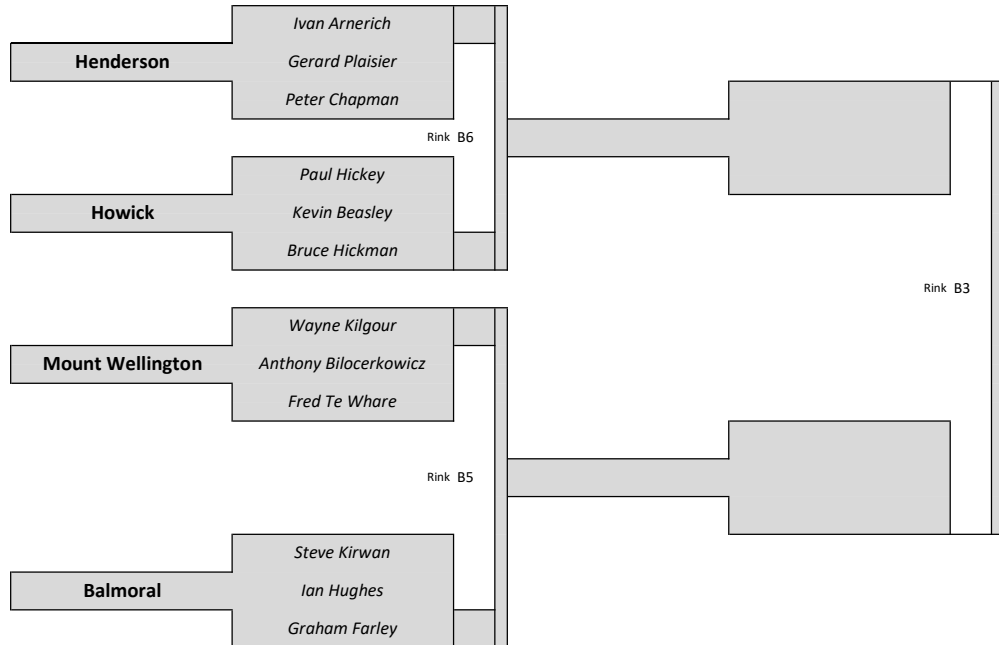 Ivan Arnerich
Henderson
Gerard Plaisier
Peter Chapman
Rink B6
Paul Hickey
Howick
Kevin Beasley
Bruce Hickman
Rink B3
Wayne Kilgour
Mount Wellington
Anthony Bilocerkowicz
Fred Te Whare
Rink B5
Steve Kirwan
Balmoral
Ian Hughes
Graham Farley